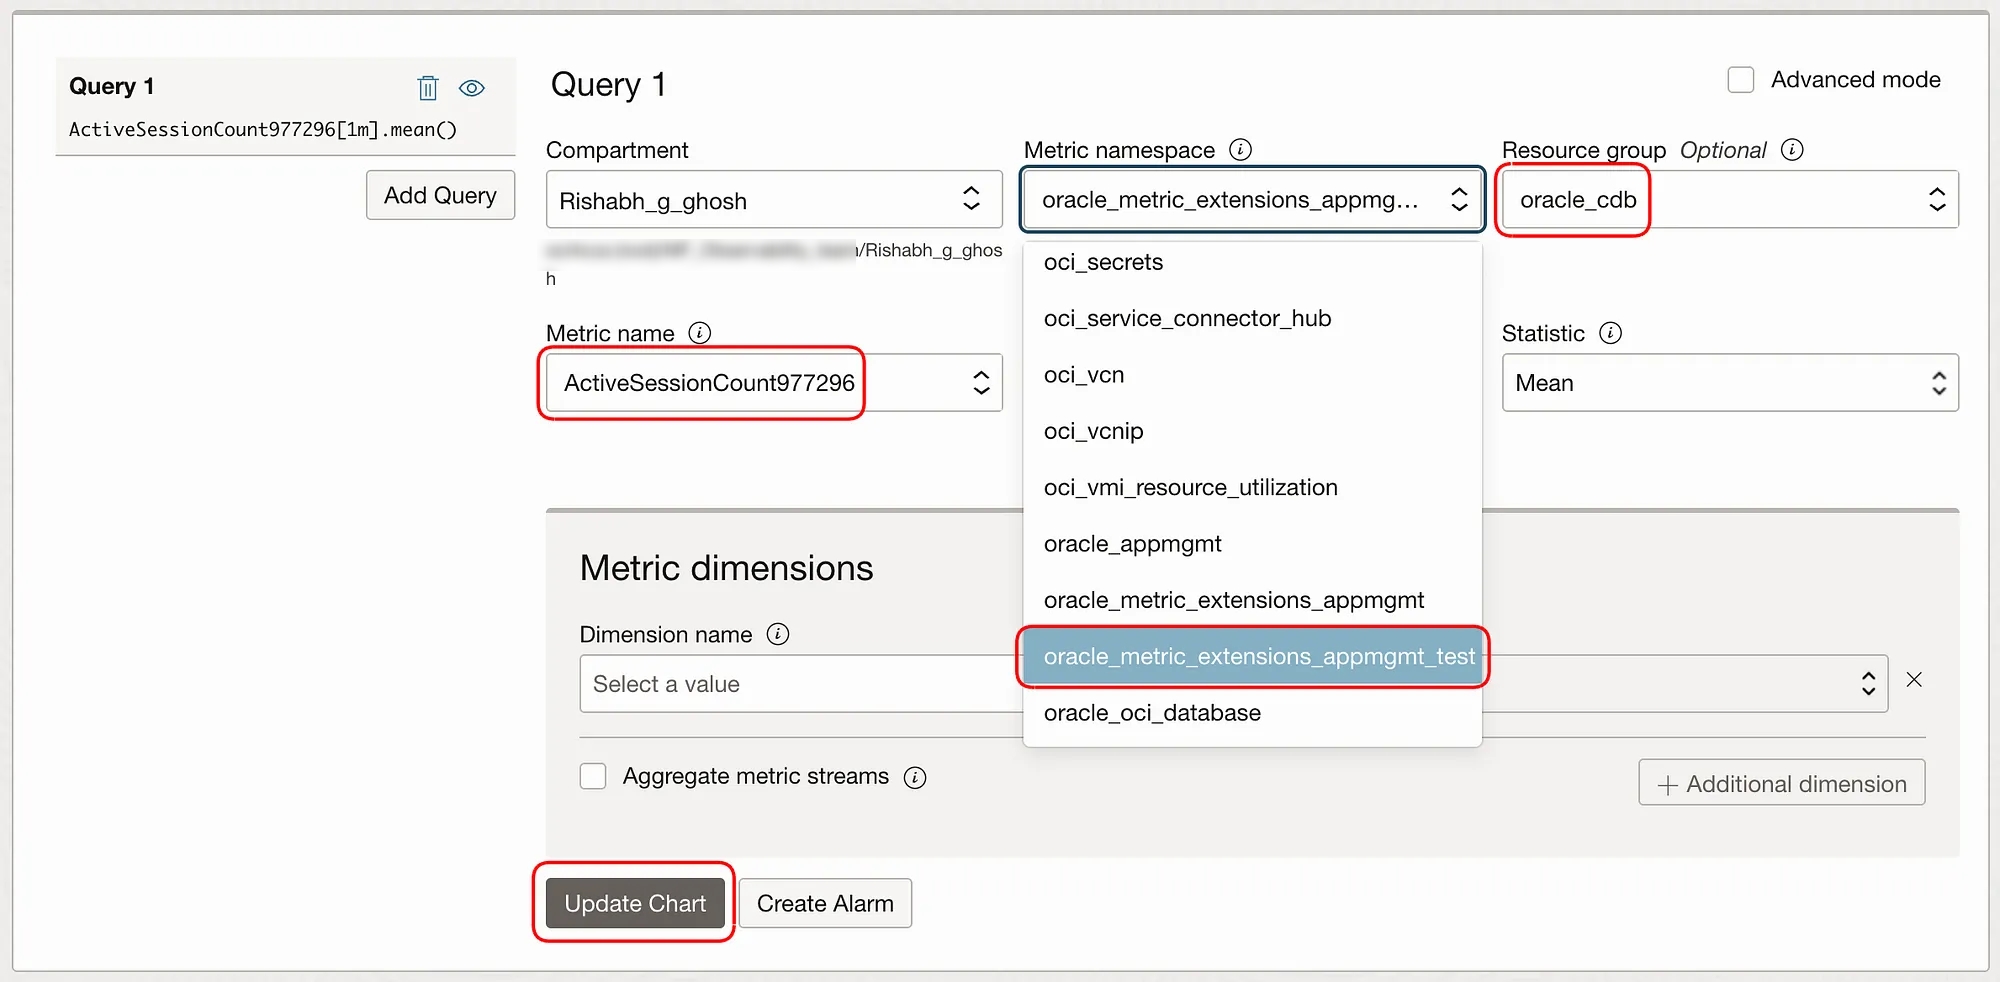 Query 1
ActiveSessionCount977296[1m].mean()
Add Query
Query 1
Advanced mode
Compartment
Rishabh_g_ghosh
/Rishabh_g_ghos
h
Metric namespace
oracle_metric_extensions_appmg...
Resource group Optional
oracle_cdb
oci_secrets
oci_service_connector_hub
oci_vcn
oci_vcnip
oci_vmi_resource_utilization
oracle_appmgmt
oracle_metric_extensions_appmgmt
oracle_metric_extensions_appmgmt_test
oracle_oci_database
Metric name
ActiveSessionCount977296
Statistic
Mean
Metric dimensions
Dimension name
Select a value
Aggregate metric streams
Additional dimension
Update Chart
Create Alarm